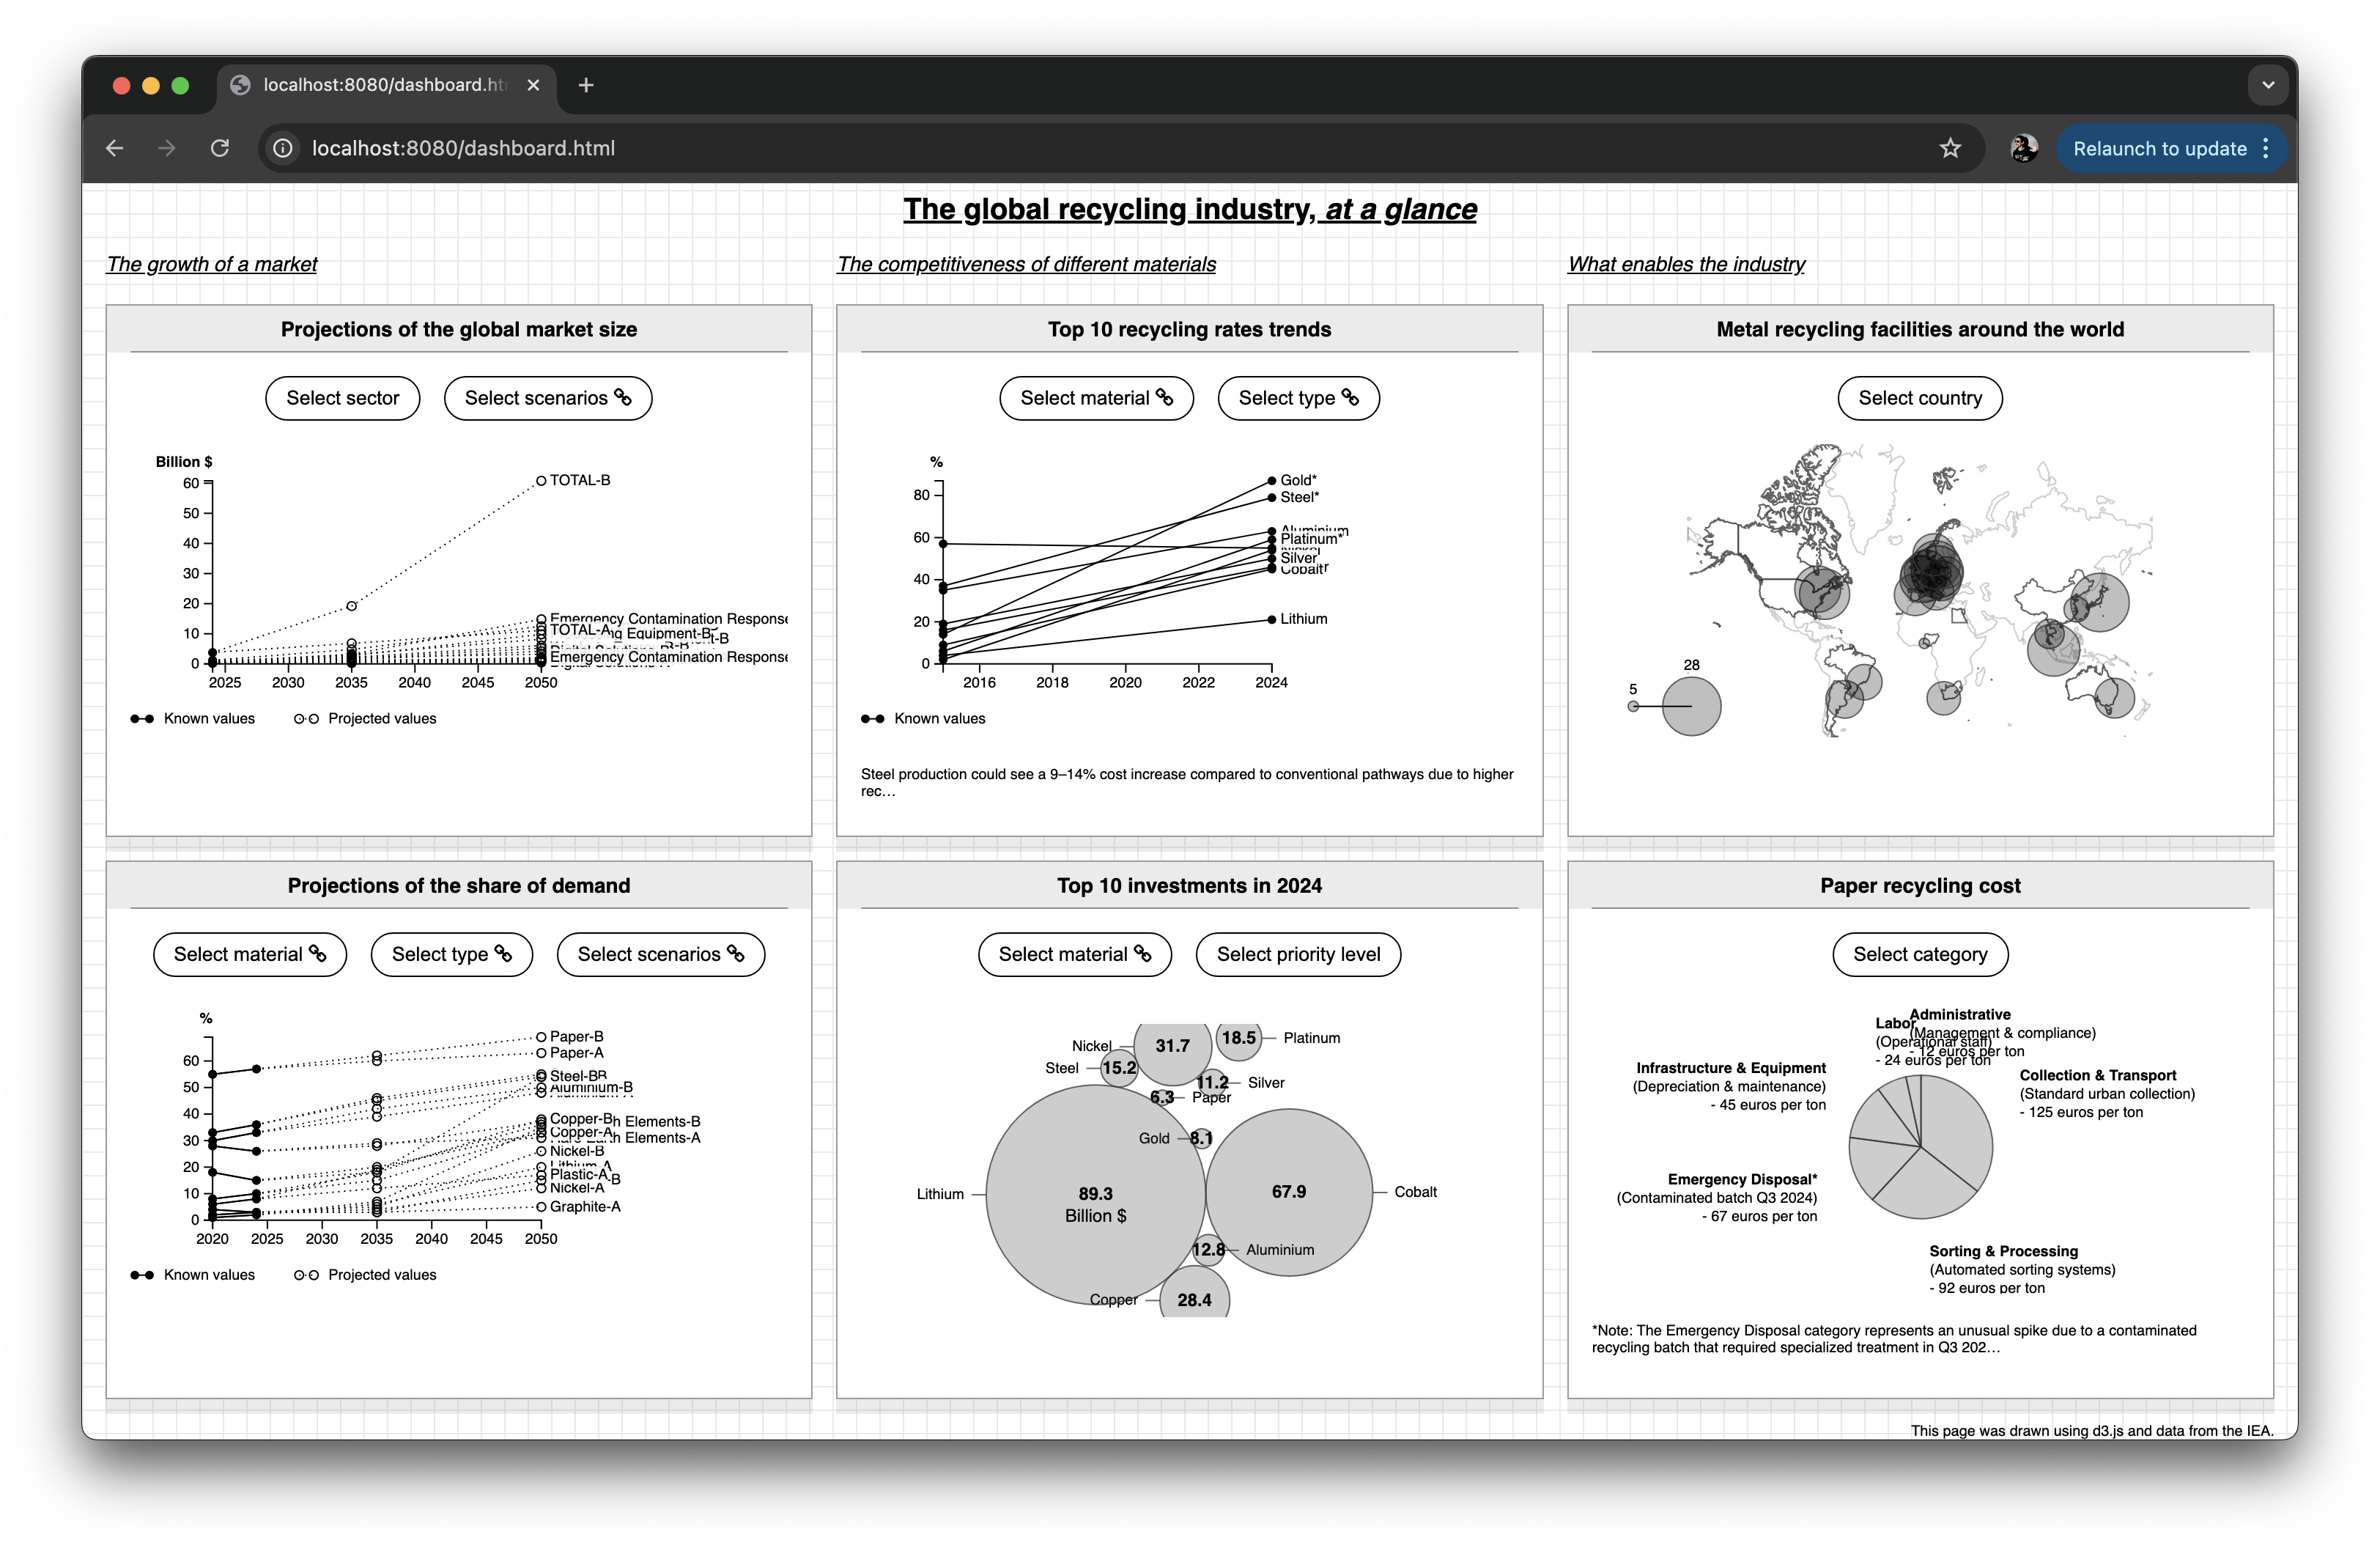 localhost:8080/dashboard.ht
localhost:8080/dashboard.html
Relaunch to update
The global recycling industry, at a glance
The growth of a market
The competitiveness of different materials
What enables the industry
Projections of the global market size
Select sector
Select scenarios
Billion $
60
50
40
30
20
10
0
TOTAL-B
Emergency Contamination Response
TOTAL-A
Equipment-B
Emergency Contamination Response
2025 2030 2035 2040 2045 2050
Known values
Projected values
Top 10 recycling rates trends
Select material
Select type
%
80
60
40
20
0
Gold*
Steel*
Aluminium
Platinum*
Silver
Cobalt
Lithium
2016 2018 2020 2022 2024
Known values
Steel production could see a 9–14% cost increase compared to conventional pathways due to higher
rec…
Metal recycling facilities around the world
Select country
28
5
Projections of the share of demand
Select material
Select type
Select scenarios
%
60
50
40
30
20
10
0
Paper-B
Paper-A
Steel-B
Aluminium-B
Copper-B
Elements-B
Copper-A
Elements-A
Nickel-B
Lithium-A
Plastic-A
Nickel-A
Graphite-A
2020 2025 2030 2035 2040 2045 2050
Known values
Projected values
Top 10 investments in 2024
Select material
Select priority level
Nickel
31.7
18.5
Platinum
Steel
15.2
11.2
Silver
6.3
Paper
Gold
8.1
Lithium
89.3
Billion $
67.9
Cobalt
12.8
Aluminium
Copper
28.4
Paper recycling cost
Select category
Administrative
(Management & compliance)
- 12 euros per ton
Labor
(Operational staff)
- 24 euros per ton
Infrastructure & Equipment
(Depreciation & maintenance)
- 45 euros per ton
Collection & Transport
(Standard urban collection)
- 125 euros per ton
Emergency Disposal*
(Contaminated batch Q3 2024)
- 67 euros per ton
Sorting & Processing
(Automated sorting systems)
- 92 euros per ton
*Note: The Emergency Disposal category represents an unusual spike due to a contaminated
recycling batch that required specialized treatment in Q3 202…
This page was drawn using d3.js and data from the IEA.